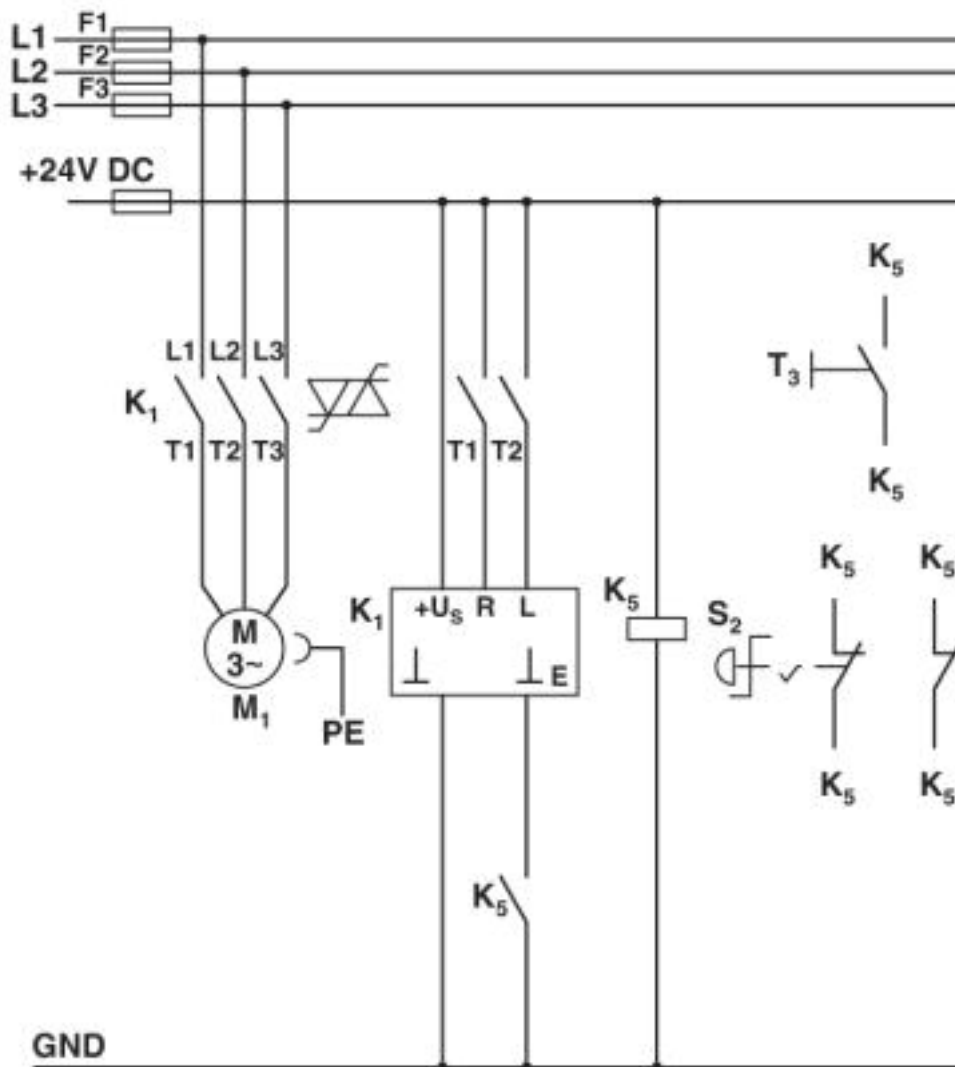 L1 F1
L2 F2
L3 F3
+24V DC
K5
L1 L2 L3
T3
K1
T1 T2 T3
T1 T2
K5
K5 K5
K1 +US R L
K5
S2
M
3~
E
M1
PE
K5 K5
K5
GND